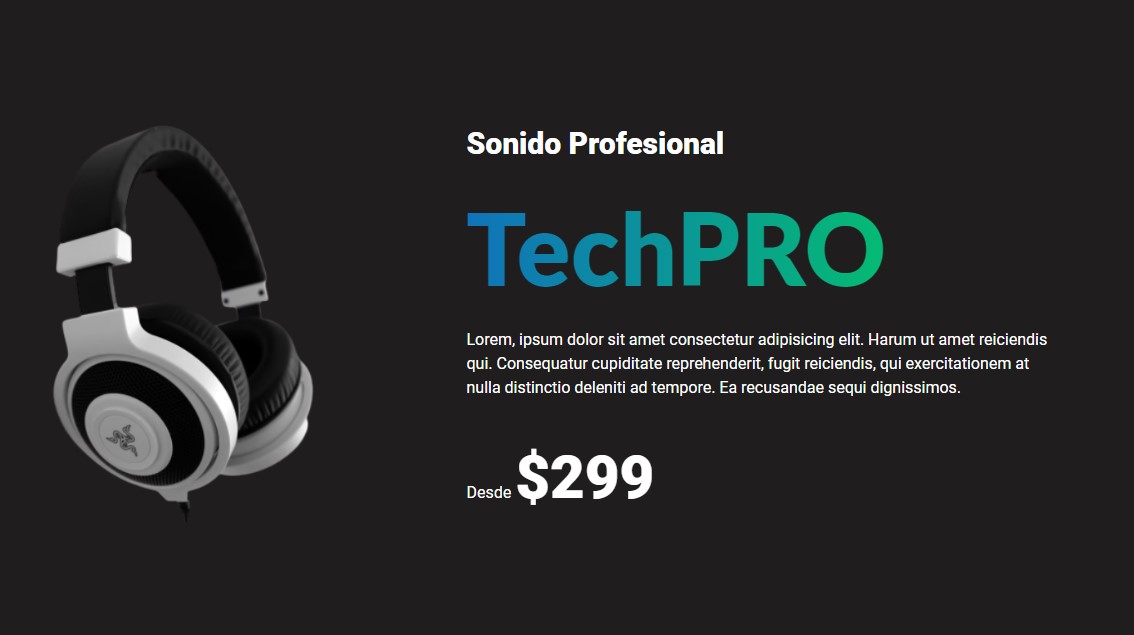 Sonido Profesional
TechPRO
Lorem, ipsum dolor sit amet consectetur adipisicing elit. Harum ut amet reiciendis
qui. Consequatur cupiditate reprehenderit, fugit reiciendis, qui exercitationem at
nulla distinctio deleniti ad tempore. Ea recusandae sequi dignissimos.
Desde $299